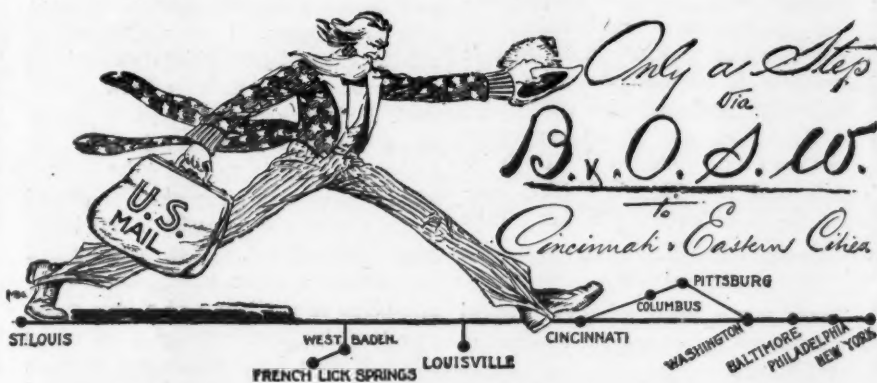 Only a Step
via
B. & O. S. W.
to
Cincinnati & Eastern Cities
U.S.
MAIL
PITTSBURG
COLUMBUS
ST. LOUIS
WEST BADEN.
FRENCH LICK SPRINGS
LOUISVILLE
CINCINNATI
WASHINGTON
BALTIMORE
PHILADELPHIA
NEW YORK